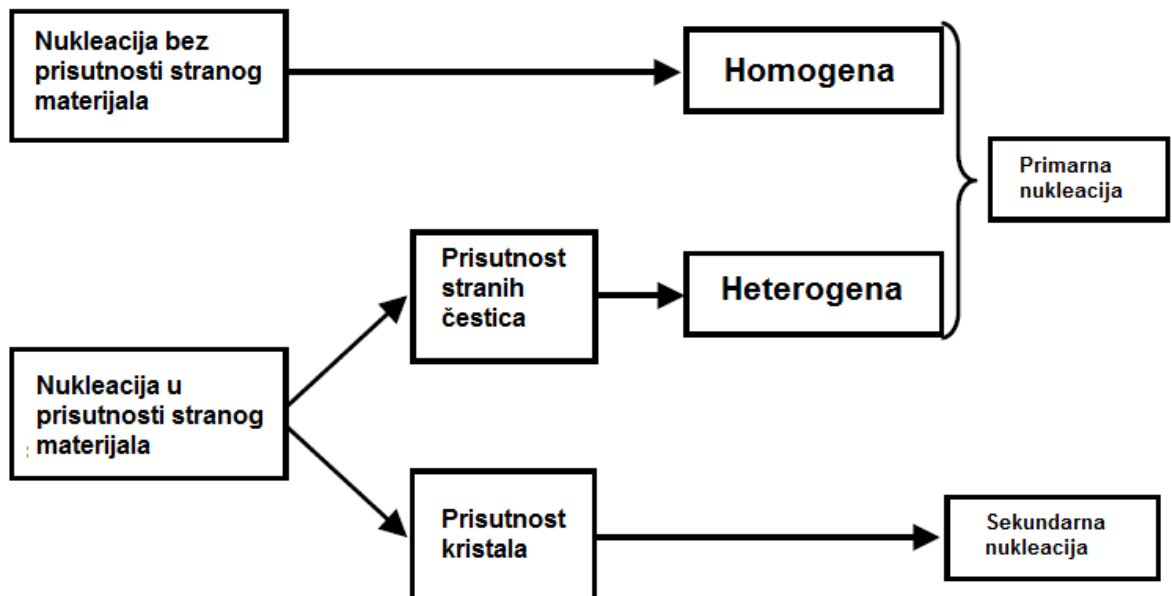 Nukleacija bez
prisutnosti stranog
materijala
Homogena
Primarna
nukleacija
Prisutnost
stranih
čestica
Heterogena
Nukleacija u
prisutnosti stranog
materijala
Prisutnost
kristala
Sekundarna
nukleacija